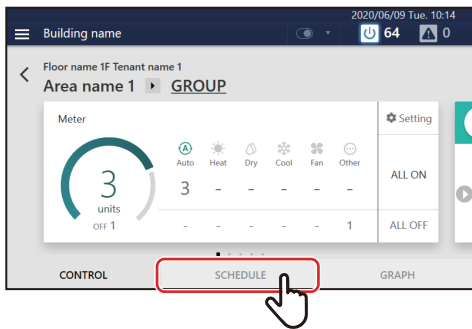 2020/06/09 Tue. 10:14
Building name
64
0
Floor name 1F Tenant name 1
Area name 1 GROUP
Meter
Setting
A
Auto Heat Dry Cool Fan Other
3 - - - - -
3
units
OFF 1
ALL ON
- - - - - 1
ALL OFF
CONTROL SCHEDULE GRAPH